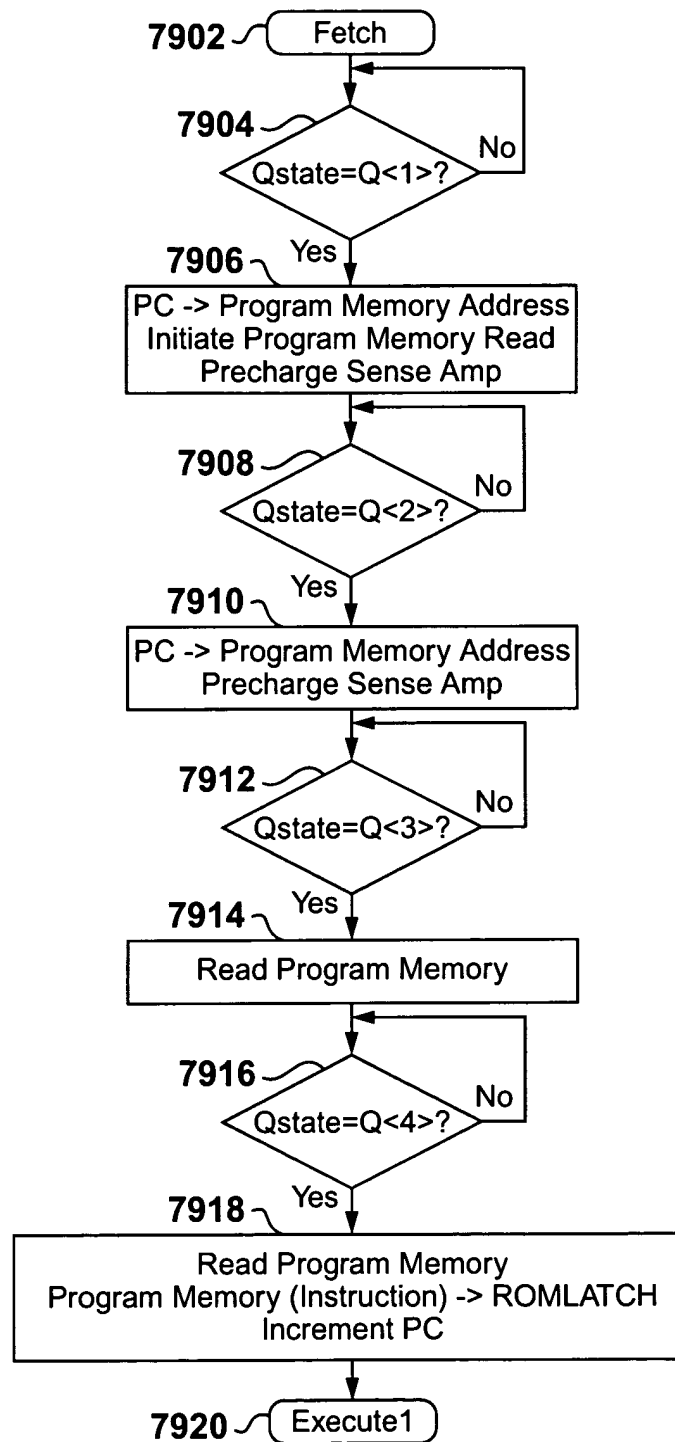 7902
Fetch
7904
Qstate=Q<1>?
No
Yes
7906
PC -> Program Memory Address
Initiate Program Memory Read
Precharge Sense Amp
7908
Qstate=Q<2>?
No
Yes
7910
PC -> Program Memory Address
Precharge Sense Amp
7912
Qstate=Q<3>?
No
Yes
7914
Read Program Memory
7916
Qstate=Q<4>?
No
Yes
7918
Read Program Memory
Program Memory (Instruction) -> ROMLATCH
Increment PC
7920
Execute1